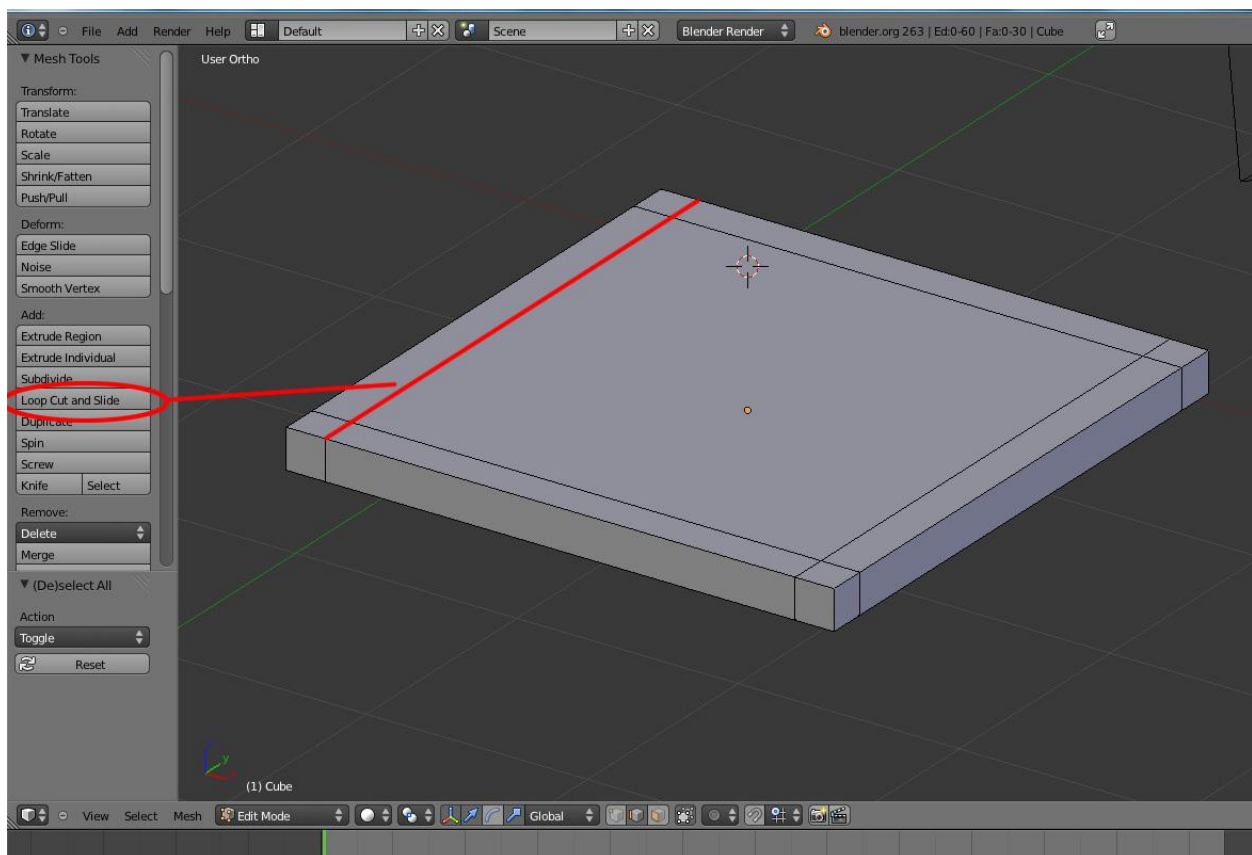 File Add Render Help Default Scene Blender Render blender.org 263 | Ed:0-60 | Fa:0-30 | Cube
Mesh Tools
User Ortho
Transform:
Translate
Rotate
Scale
Shrink/Fatten
Push/Pull
Deform:
Edge Slide
Noise
Smooth Vertex
Add:
Extrude Region
Extrude Individual
Subdivide
Loop Cut and Slide
Duplicate
Spin
Screw
Knife Select
Remove:
Delete
Merge
(De)select All
Action
Toggle
Reset
y
(1) Cube
View Select Mesh Edit Mode Global